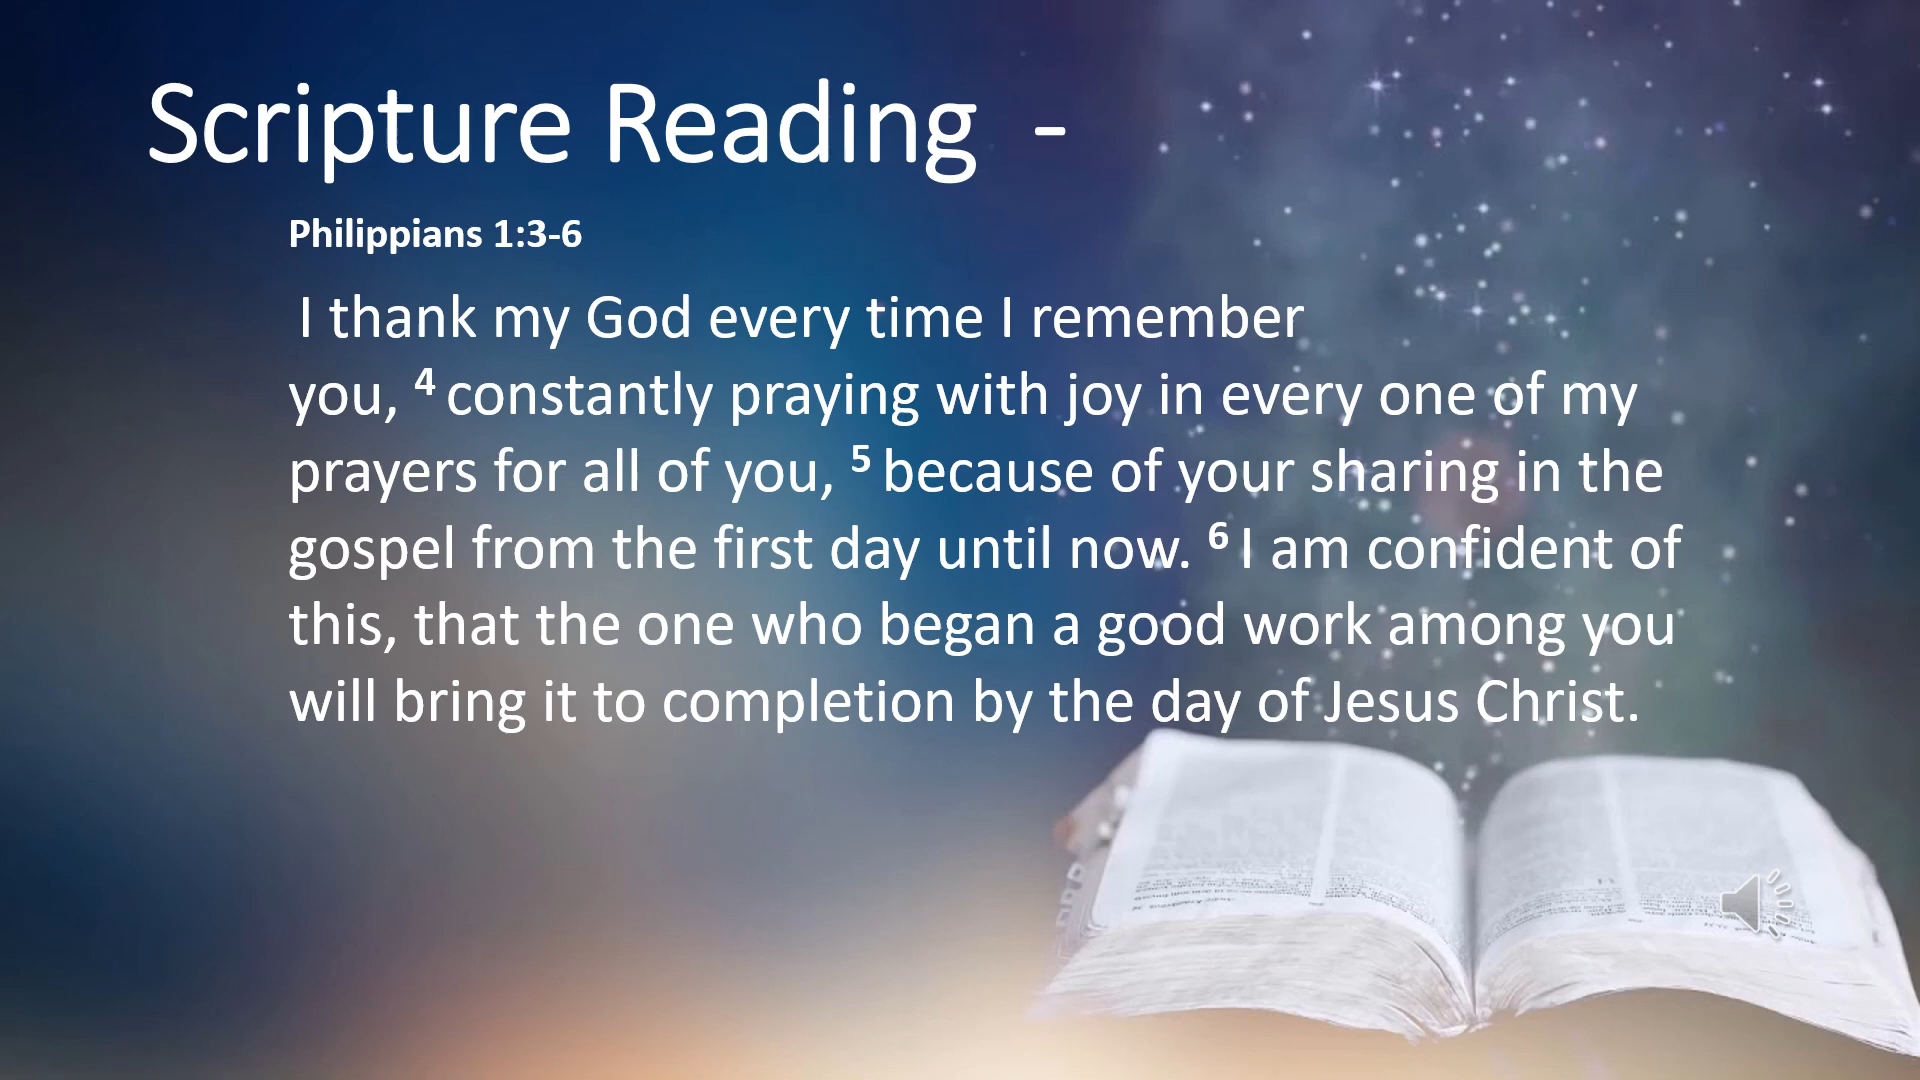 Scripture Reading  -
Philippians 1:3-6
I thank my God every time I remember
you, 4 constantly praying with joy in every one of my
prayers for all of you, 5 because of your sharing in the
gospel from the first day until now. 6 I am confident of
this, that the one who began a good work among you
will bring it to completion by the day of Jesus Christ.